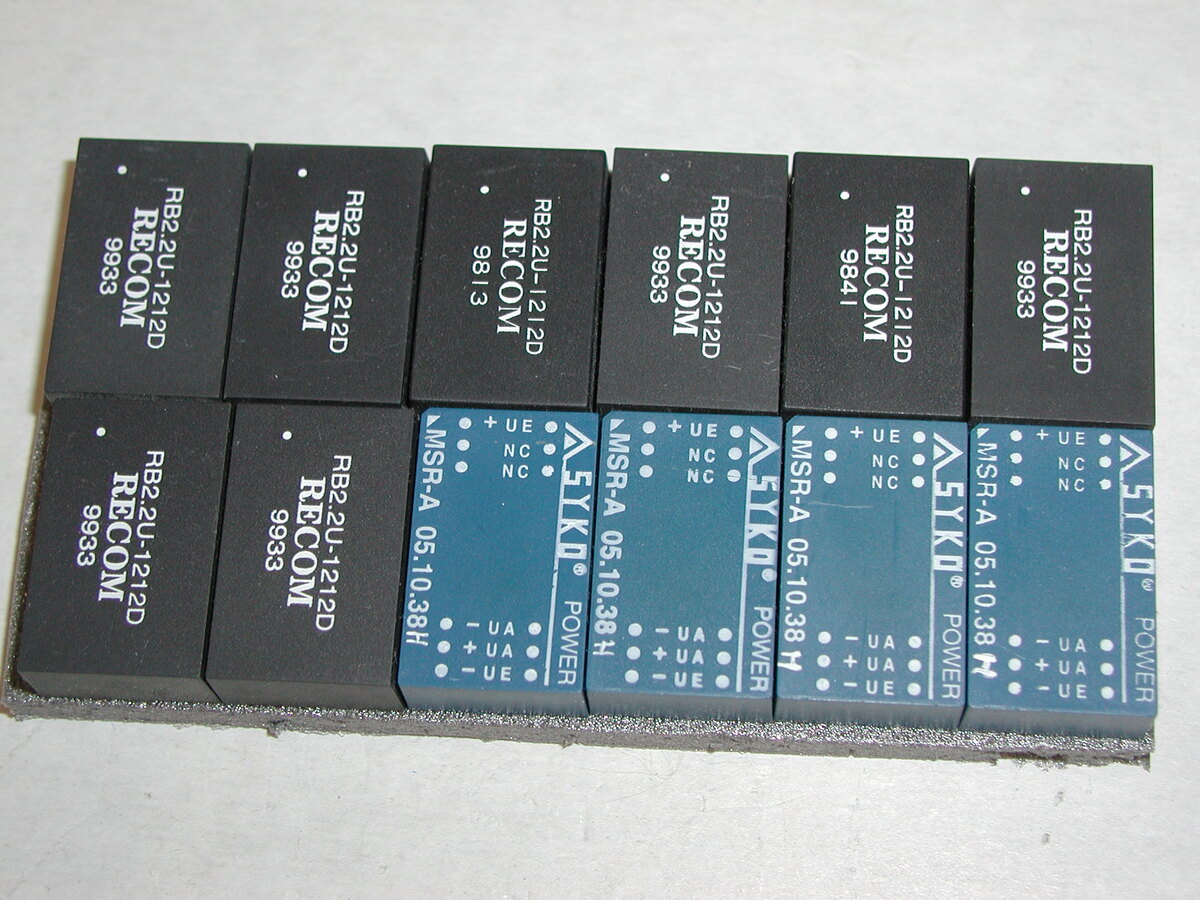 RB2.2U-1212D
RECOM
9933
RB2.2U-1212D
RECOM
9933
RB2.2U-1212D
RECOM
9813
RB2.2U-1212D
RECOM
9933
RB2.2U-1212D
RECOM
9841
RB2.2U-1212D
RECOM
9933
RB2.2U-1212D
RECOM
9933
RB2.2U-1212D
RECOM
9933
SYKO® POWER
MSR-A 05.10.38H
+ UE
NC
NC
- UA
+ UA
- UE
SYKO® POWER
MSR-A 05.10.38H
+ UE
NC
NC
- UA
+ UA
- UE
SYKO® POWER
MSR-A 05.10.38H
+ UE
NC
NC
- UA
+ UA
- UE
SYKO® POWER
MSR-A 05.10.38H
+ UE
NC
NC
- UA
+ UA
- UE